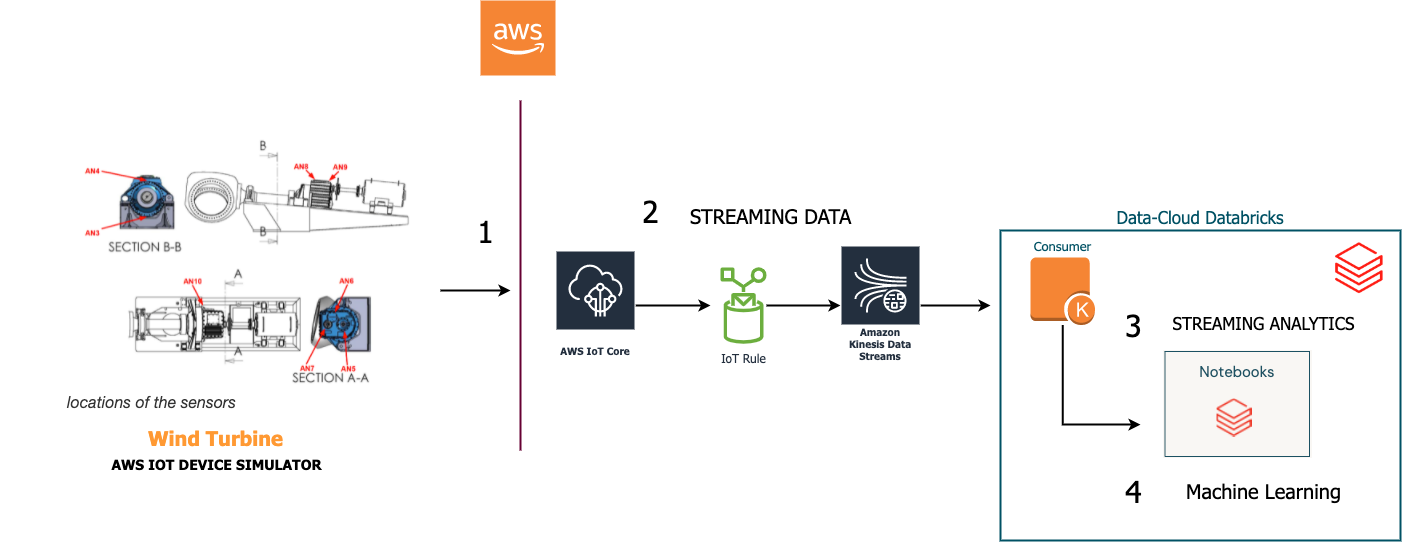 aws
B
AN4
AN8
AN9
AN3
B
SECTION B-B
A
AN10
AN6
A
AN7
AN5
SECTION A-A
locations of the sensors
Wind Turbine
AWS IOT DEVICE SIMULATOR
1
2
STREAMING DATA
AWS IoT Core
IoT Rule
Amazon
Kinesis Data
Streams
Data-Cloud Databricks
Consumer
K
3
STREAMING ANALYTICS
Notebooks
4
Machine Learning